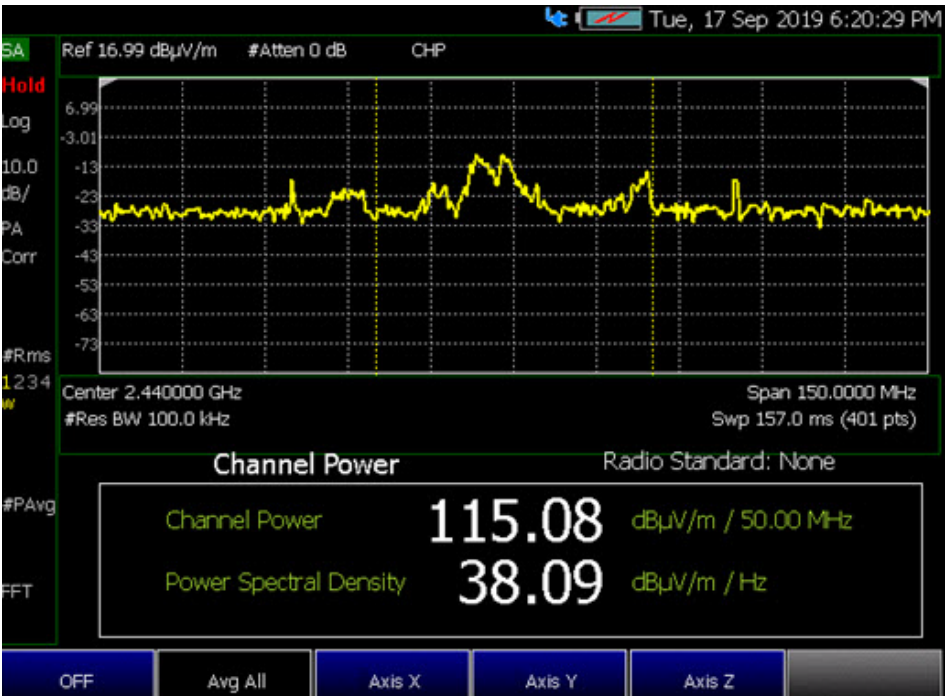 Tue, 17 Sep 2019 6:20:29 PM
SA Ref 16.99 dBµV/m #Atten 0 dB CHP
Hold
Log
10.0
dB/
PA
Corr
#Rms
1234
W
#PAvg
FFT
6.99
-3.01
-13
-23
-33
-43
-53
-63
-73
Center 2.440000 GHz Span 150.0000 MHz
#Res BW 100.0 kHz Swp 157.0 ms (401 pts)
Channel Power Radio Standard: None
Channel Power 115.08 dBµV/m / 50.00 MHz
Power Spectral Density 38.09 dBµV/m / Hz
OFF Avg All Axis X Axis Y Axis Z